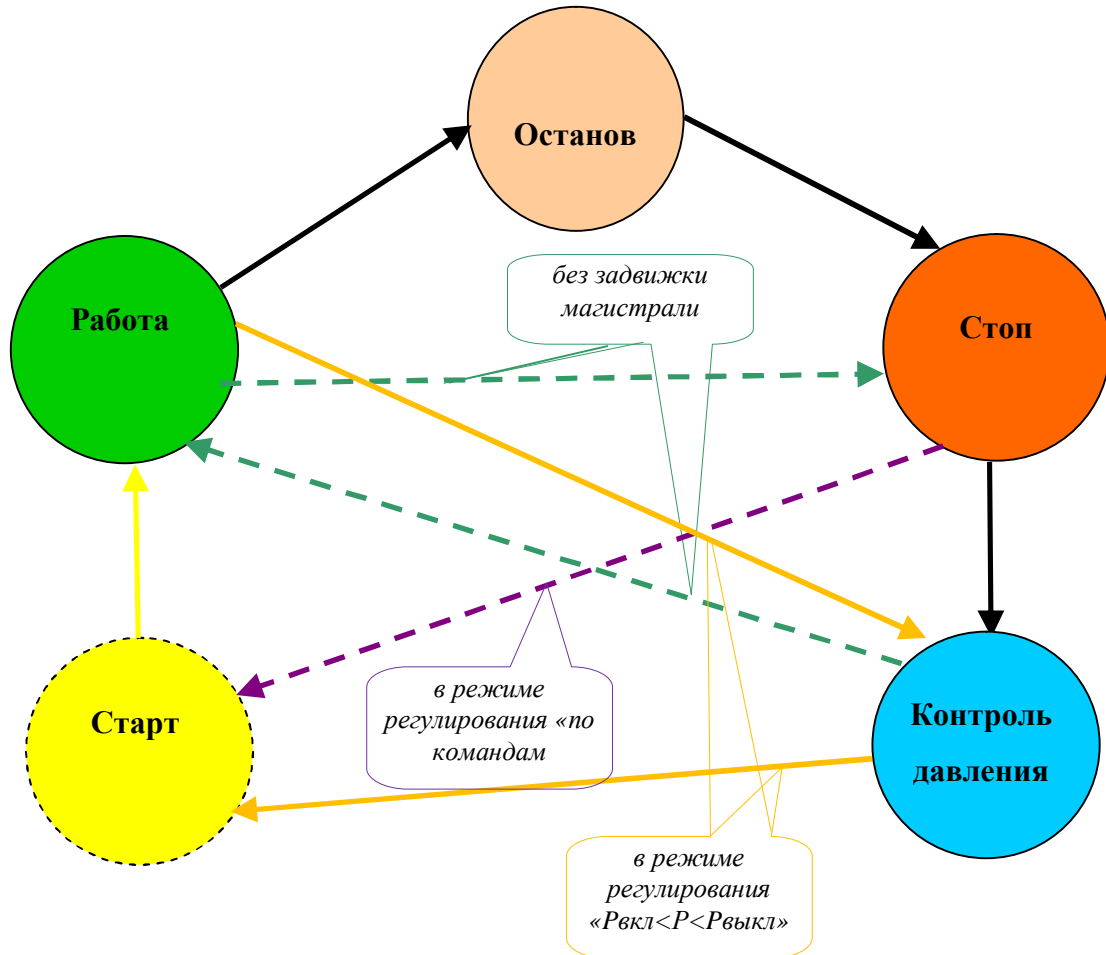 Останов
без задвижки
магистрали
Работа
Стоп
в режиме
регулирования «по
командам
Старт
Контроль
давления
в режиме
регулирования
«Рвкл<Р<Рвыкл»